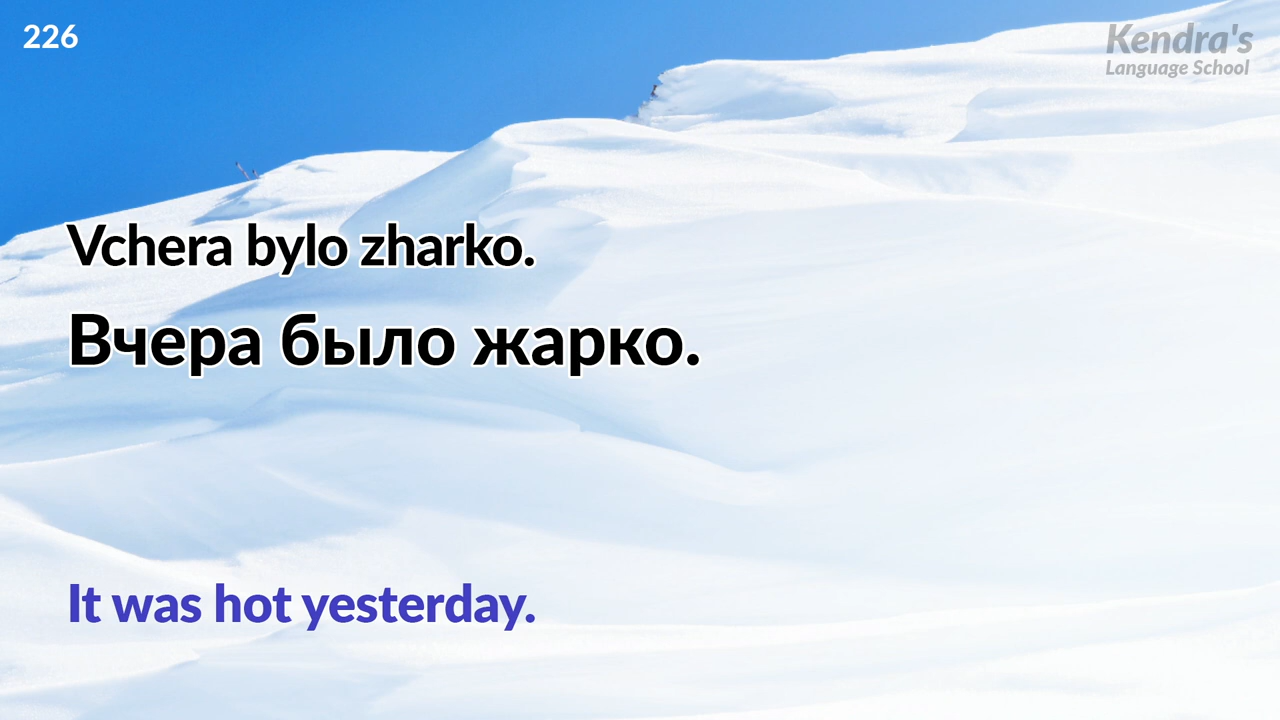 226
Kendra's
Language School
Vchera bylo zharko.
Вчера было жарко.
It was hot yesterday.